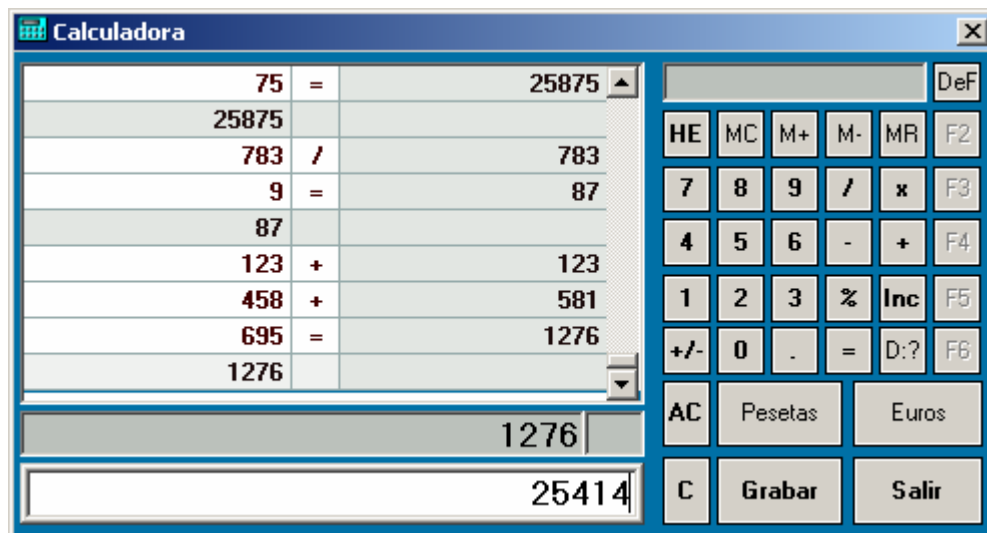 Calculadora
75 = 25875
25875
783 / 783
9 = 87
87
123 + 123
458 + 581
695 = 1276
1276
1276
25414
DeF
HE MC M+ M- MR F2
7 8 9 / x F3
4 5 6 - + F4
1 2 3 % Inc F5
+/- 0 . = D:? F6
AC Pesetas Euros
C Grabar Salir